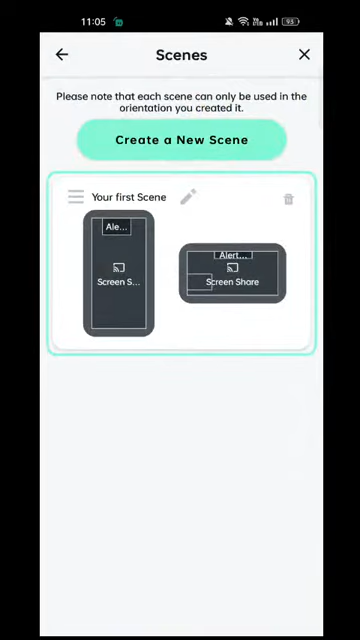 11:05
93
Scenes
Please note that each scene can only be used in the
orientation you created it.
Create a New Scene
Your first Scene
Ale...
Screen S...
Alert...
Screen Share